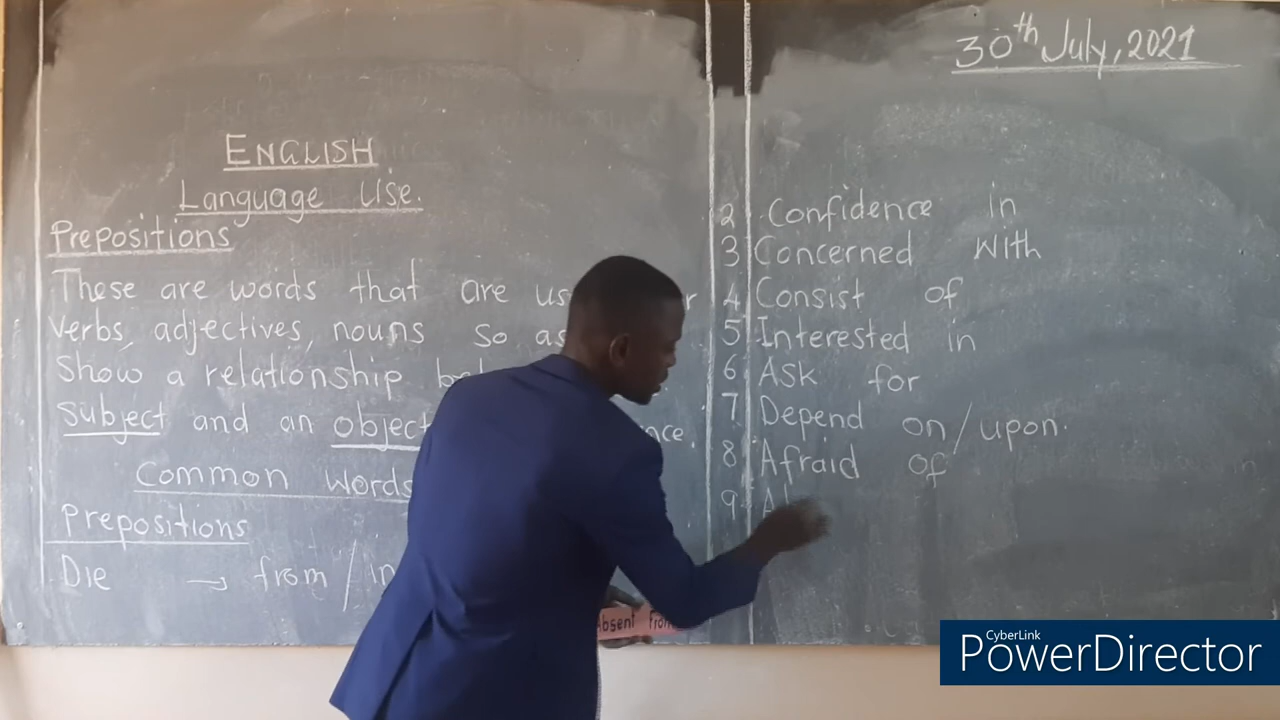 30th July, 2021
ENGLISH
Language Use.
Prepositions
These are words that are
verbs, adjectives, nouns so as
show a relationship
subject and an object
Common Words
prepositions
Die → from / in
2 Confidence in
3 Concerned with
4 Consist of
5 Interested in
6 Ask for
7 Depend on/upon.
8 Afraid of
9
Absent From
CyberLink
PowerDirector